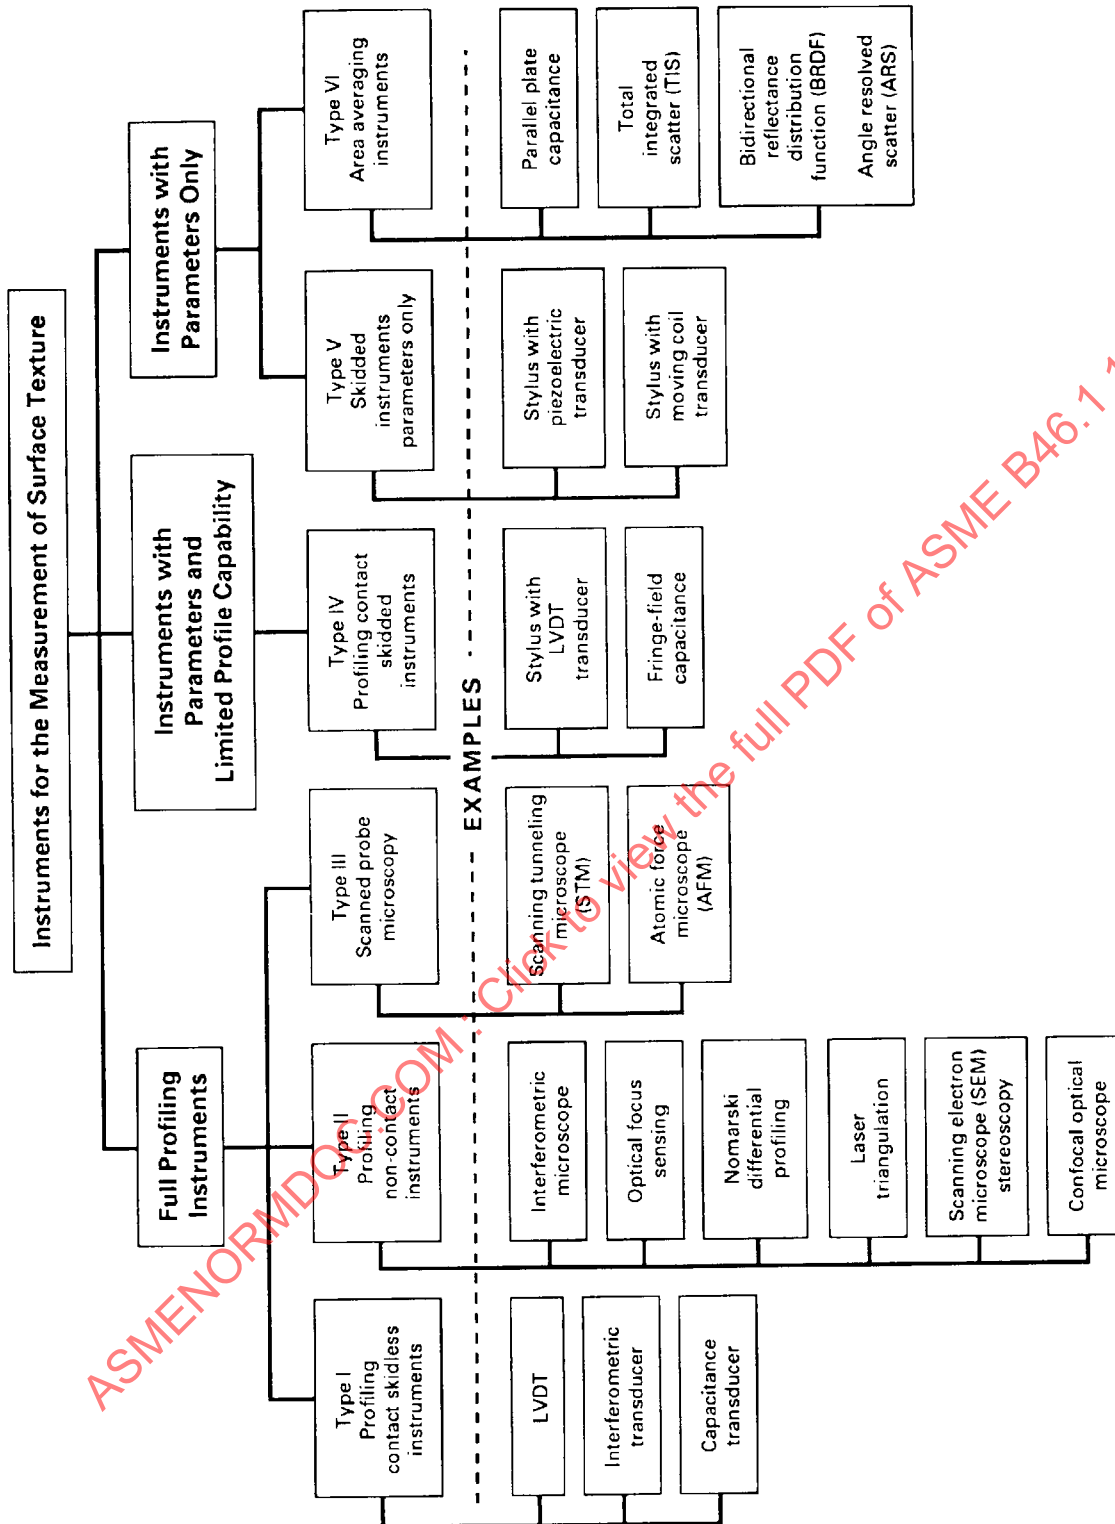 Instruments for the Measurement of Surface Texture
Full Profiling
Instruments
Instruments with
Parameters and
Limited Profile Capability
Instruments with
Parameters Only
Type I
Profiling
contact skidless
instruments
Type II
Profiling
non-contact
instruments
Type III
Scanned probe
microscopy
Type IV
Profiling contact
skidded
instruments
Type V
Skidded
instruments
parameters only
Type VI
Area averaging
instruments
EXAMPLES
LVDT
Interferometric
transducer
Capacitance
transducer
Interferometric
microscope
Optical focus
sensing
Nomarski
differential
profiling
Laser
triangulation
Scanning electron
microscope (SEM)
stereoscopy
Confocal optical
microscope
Scanning tunneling
microscope
(STM)
Atomic force
microscope
(AFM)
Stylus with
LVDT
transducer
Fringe-field
capacitance
Stylus with
piezoelectric
transducer
Stylus with
moving coil
transducer
Parallel plate
capacitance
Total
integrated
scatter (TIS)
Bidirectional
reflectance
distribution
function (BRDF)
Angle resolved
scatter (ARS)
ASMENORMDOC.COM : Click to view the full PDF of ASME B46.1